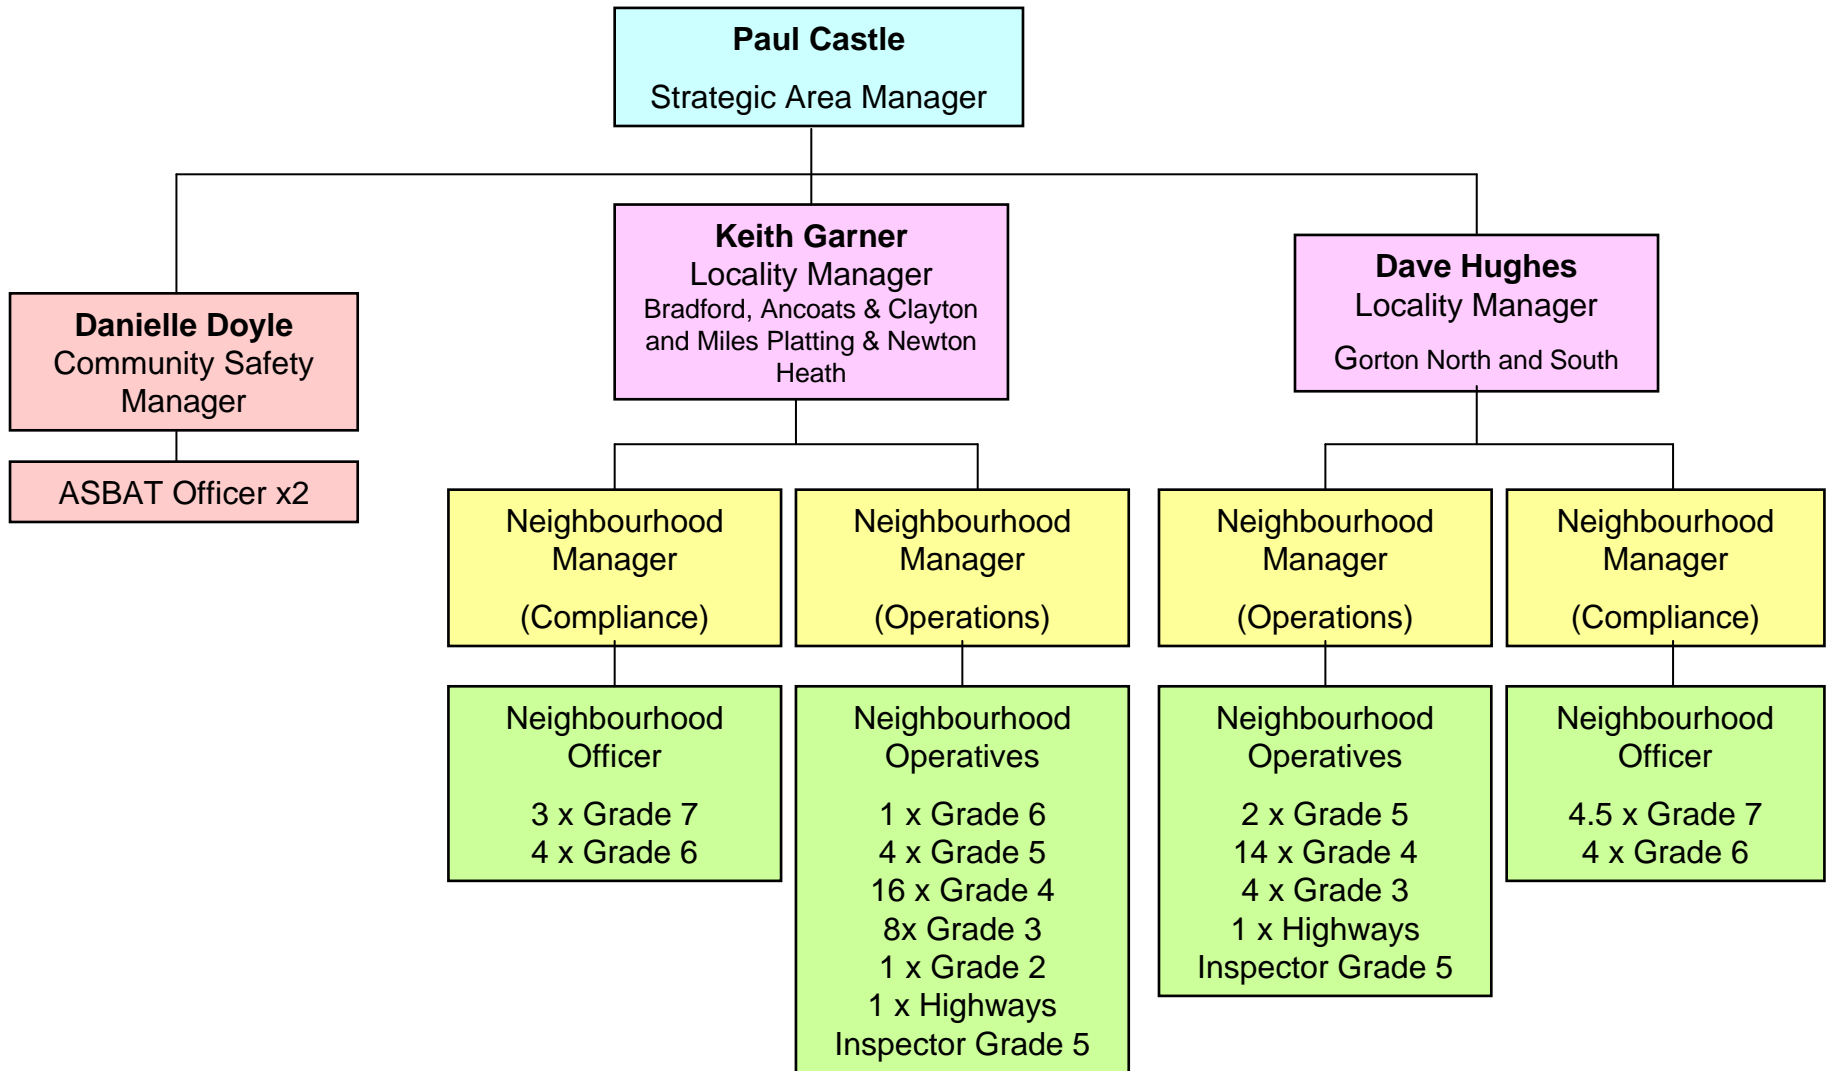 Paul Castle
Strategic Area Manager
Keith Garner
Locality Manager
Bradford, Ancoats & Clayton
and Miles Platting & Newton
Heath
Dave Hughes
Locality Manager
Gorton North and South
Danielle Doyle
Community Safety
Manager
ASBAT Officer x2
Neighbourhood
Manager
(Compliance)
Neighbourhood
Manager
(Operations)
Neighbourhood
Manager
(Operations)
Neighbourhood
Manager
(Compliance)
Neighbourhood
Officer
3 x Grade 7
4 x Grade 6
Neighbourhood
Operatives
1 x Grade 6
4 x Grade 5
16 x Grade 4
8x Grade 3
1 x Grade 2
1 x Highways
Inspector Grade 5
Neighbourhood
Operatives
2 x Grade 5
14 x Grade 4
4 x Grade 3
1 x Highways
Inspector Grade 5
Neighbourhood
Officer
4.5 x Grade 7
4 x Grade 6